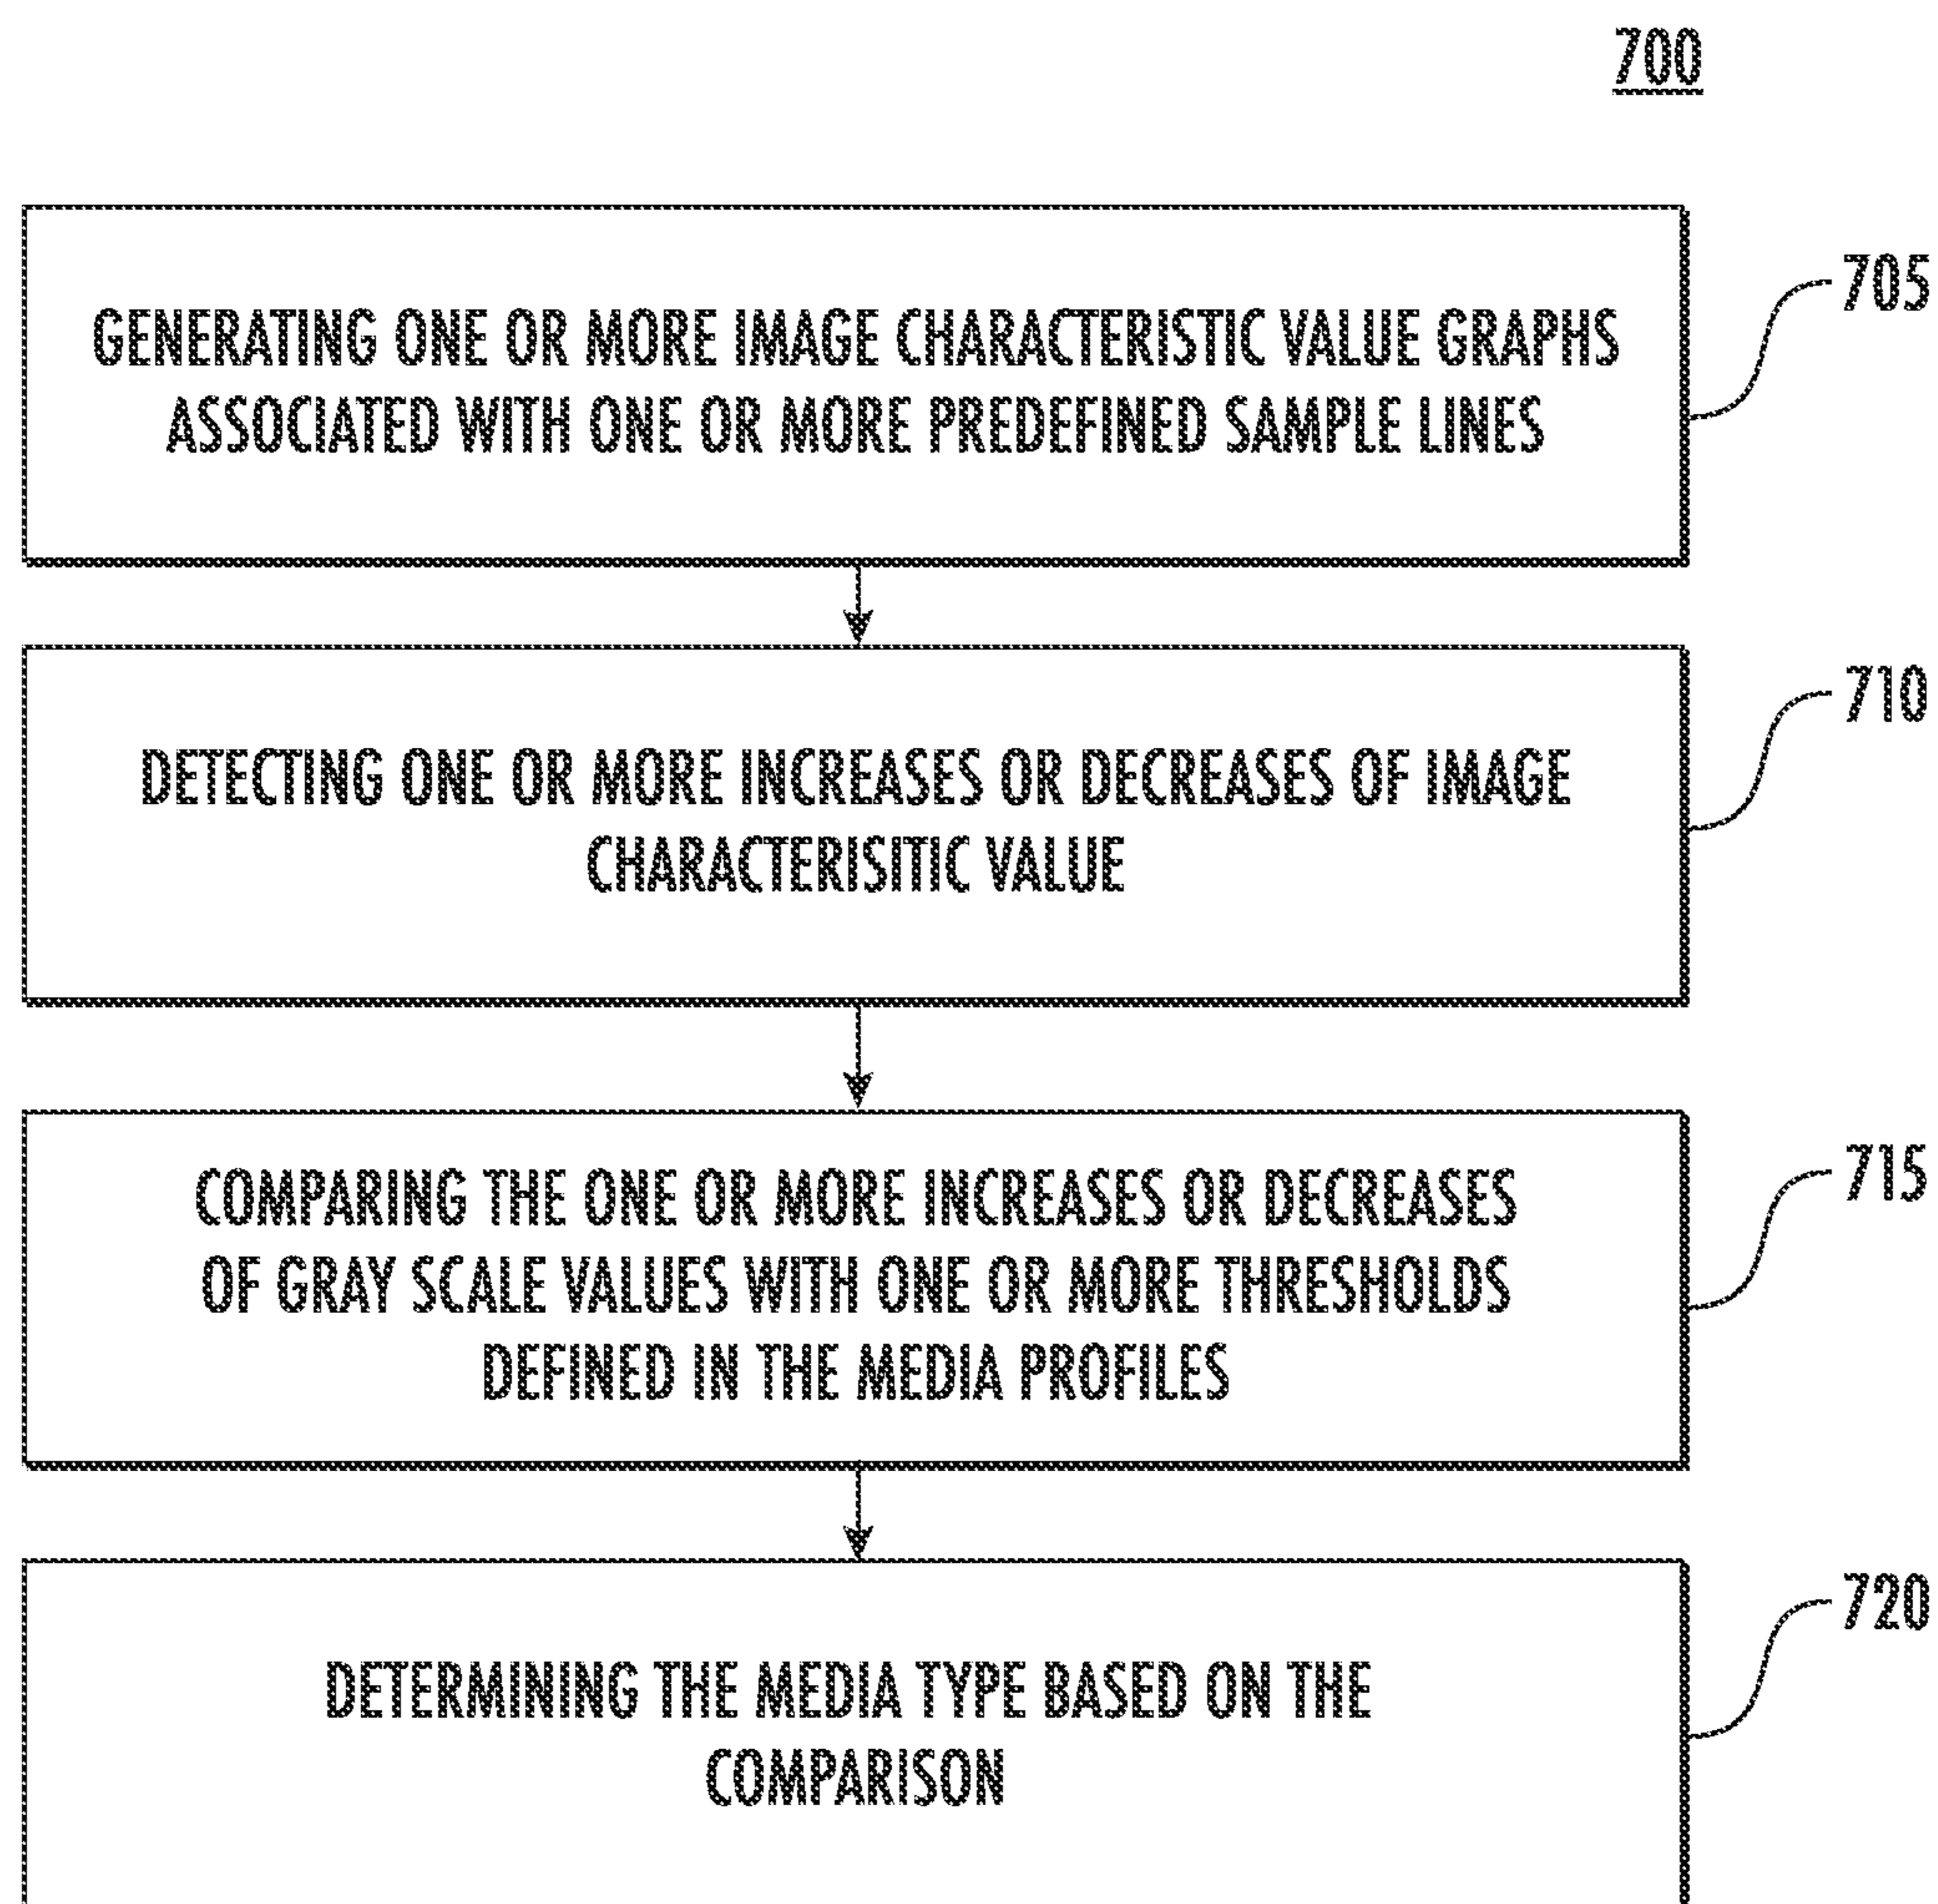 700
GENERATING ONE OR MORE IMAGE CHARACTERISTIC VALUE GRAPHS
ASSOCIATED WITH ONE OR MORE PREDEFINED SAMPLE LINES
705
DETECTING ONE OR MORE INCREASES OR DECREASES OF IMAGE
CHARACTERISITIC VALUE
710
COMPARING THE ONE OR MORE INCREASES OR DECREASES
OF GRAY SCALE VALUES WITH ONE OR MORE THRESHOLDS
DEFINED IN THE MEDIA PROFILES
715
DETERMINING THE MEDIA TYPE BASED ON THE
COMPARISON
720